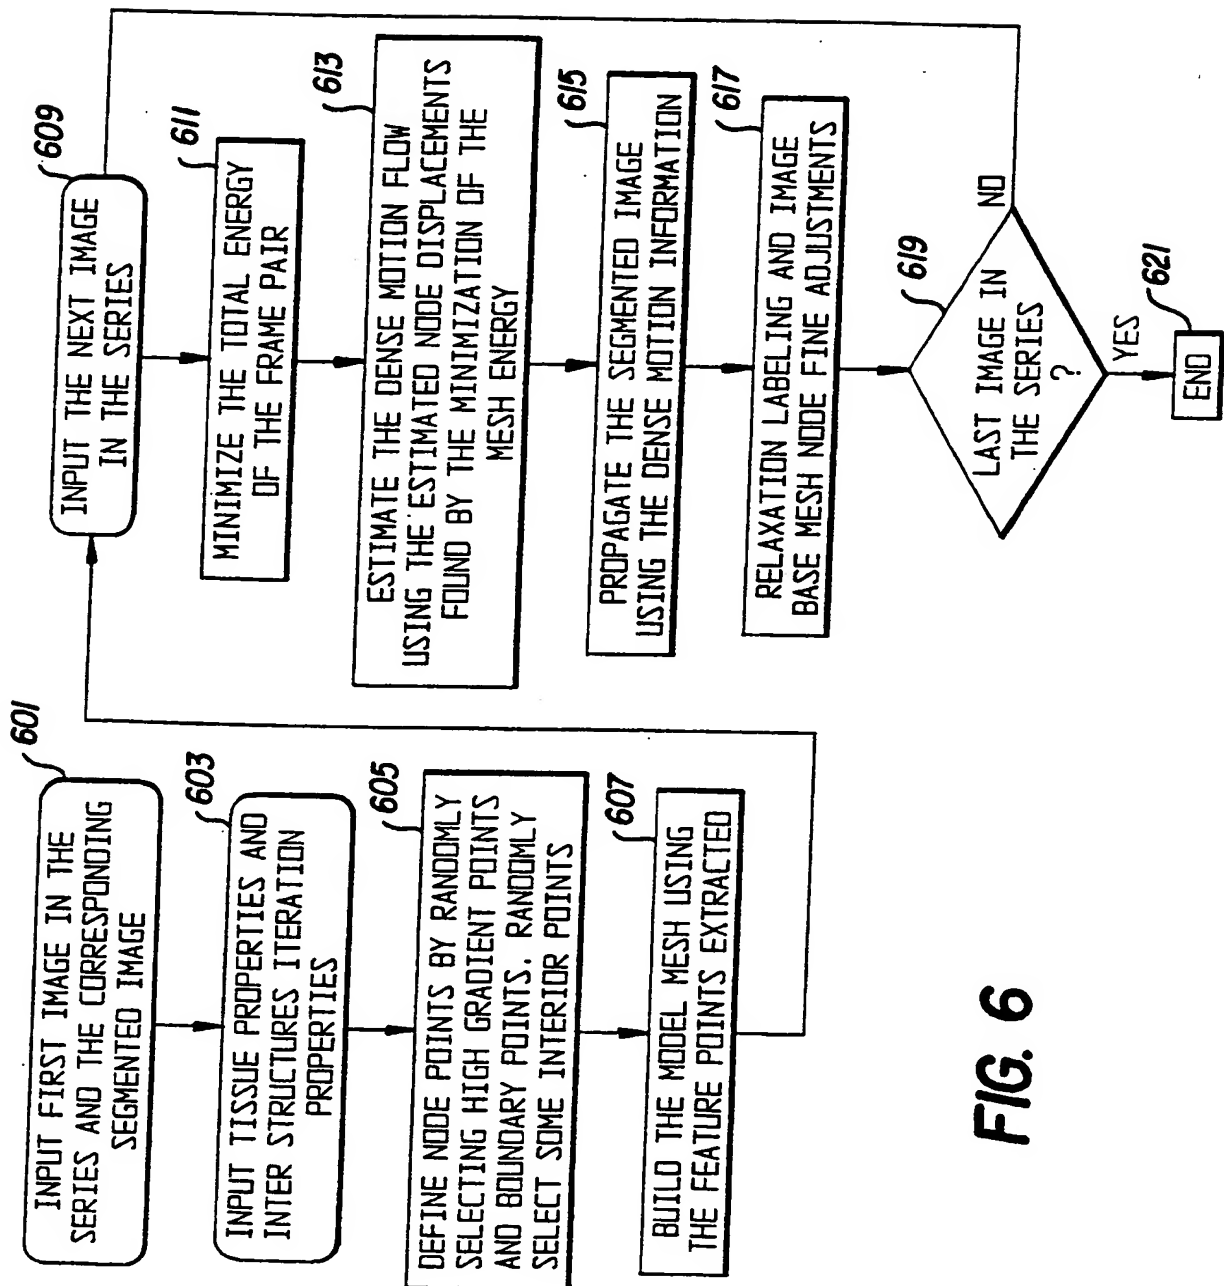 601
INPUT FIRST IMAGE IN THE
SERIES AND THE CORRESPONDING
SEGMENTED IMAGE
603
INPUT TISSUE PROPERTIES AND
INTER STRUCTURES ITERATION
PROPERTIES
605
DEFINE NODE POINTS BY RANDOMLY
SELECTING HIGH GRADIENT POINTS
AND BOUNDARY POINTS. RANDOMLY
SELECT SOME INTERIOR POINTS
607
BUILD THE MODEL MESH USING
THE FEATURE POINTS EXTRACTED
609
INPUT THE NEXT IMAGE
IN THE SERIES
611
MINIMIZE THE TOTAL ENERGY
OF THE FRAME PAIR
613
ESTIMATE THE DENSE MOTION FLOW
USING THE ESTIMATED NODE DISPLACEMENTS
FOUND BY THE MINIMIZATION OF THE
MESH ENERGY
615
PROPAGATE THE SEGMENTED IMAGE
USING THE DENSE MOTION INFORMATION
617
RELAXATION LABELING AND IMAGE
BASE MESH NODE FINE ADJUSTMENTS
619
LAST IMAGE IN
THE SERIES
?
NO
YES
621
END
FIG. 6